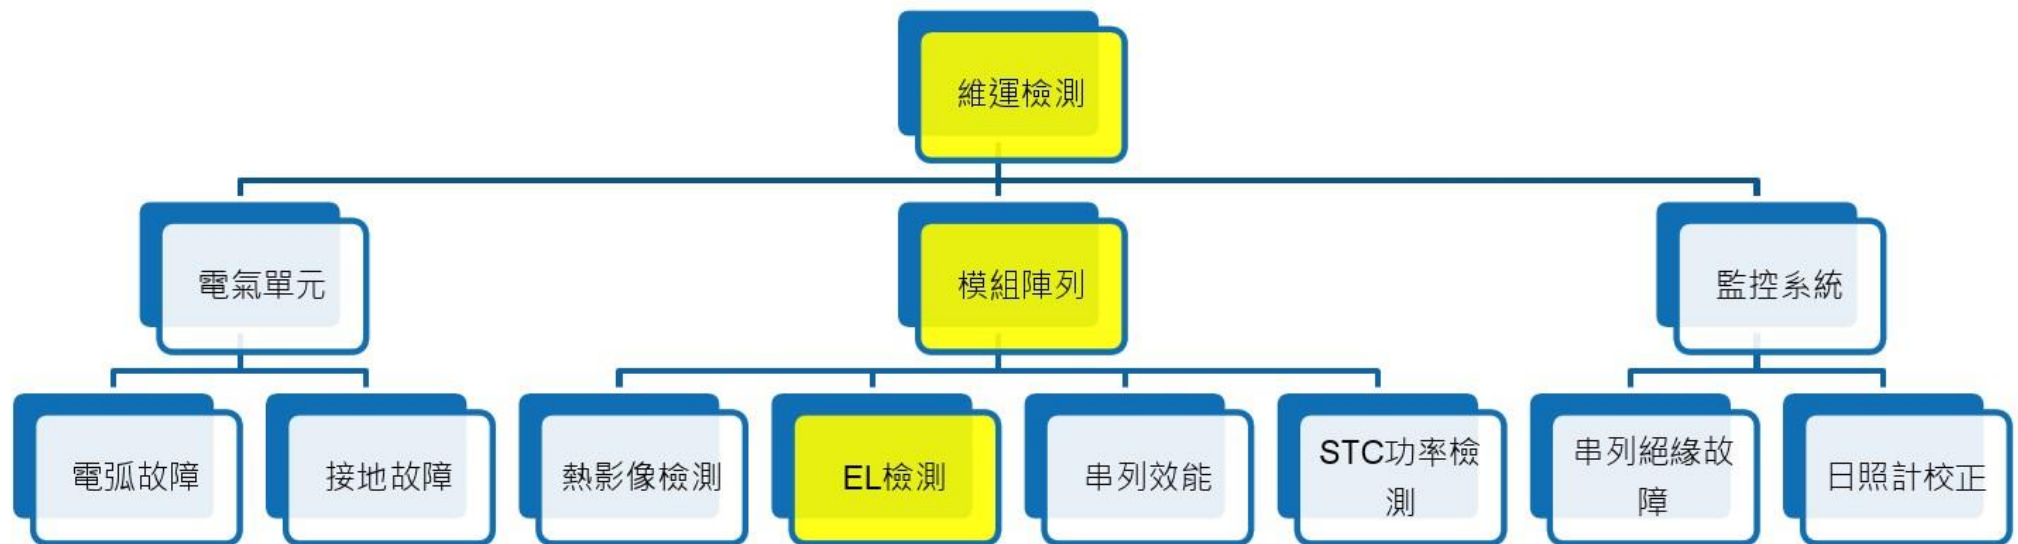 維運檢測
電氣單元
模組陣列
監控系統
電弧故障
接地故障
熱影像檢測
EL檢測
串列效能
STC功率檢
測
串列絕緣故
障
日照計校正